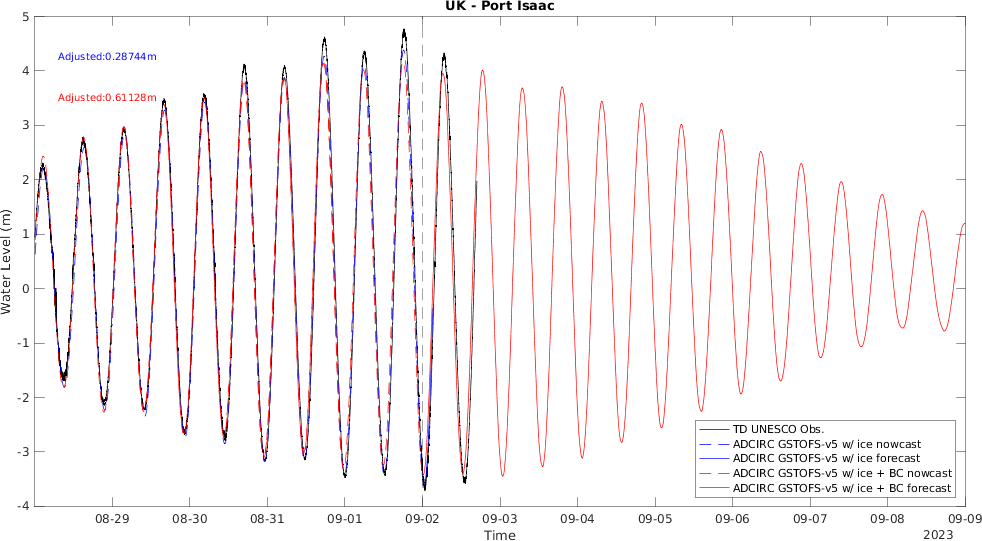 UK - Port Isaac
Adjusted:0.28744m
Adjusted:0.61128m
Water Level (m)
5
4
3
2
1
0
-1
-2
-3
-4
TD UNESCO Obs.
ADCIRC GSTOFS-v5 w/ ice nowcast
ADCIRC GSTOFS-v5 w/ ice forecast
ADCIRC GSTOFS-v5 w/ ice + BC nowcast
ADCIRC GSTOFS-v5 w/ ice + BC forecast
08-29 08-30 08-31 09-01 09-02 09-03 09-04 09-05 09-06 09-07 09-08 09-09
Time
2023